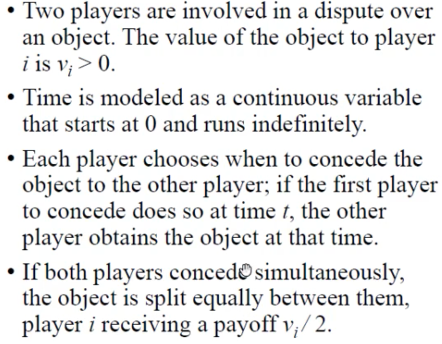 • Two players are involved in a dispute over
an object. The value of the object to player
i is vᵢ > 0.
• Time is modeled as a continuous variable
that starts at 0 and runs indefinitely.
• Each player chooses when to concede the
object to the other player; if the first player
to concede does so at time t, the other
player obtains the object at that time.
• If both players concede simultaneously,
the object is split equally between them,
player i receiving a payoff vᵢ/ 2.